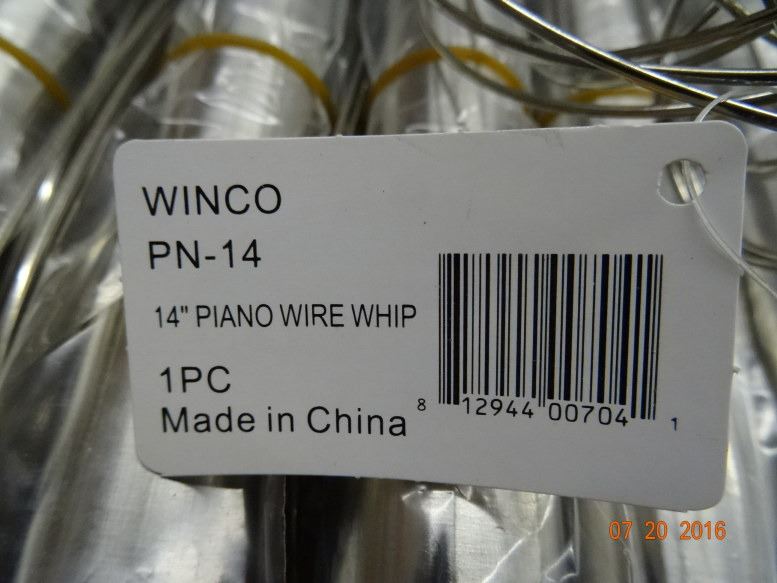 WINCO
PN-14
14" PIANO WIRE WHIP
1PC
Made in China
8 12944 00704 1
07 20 2016